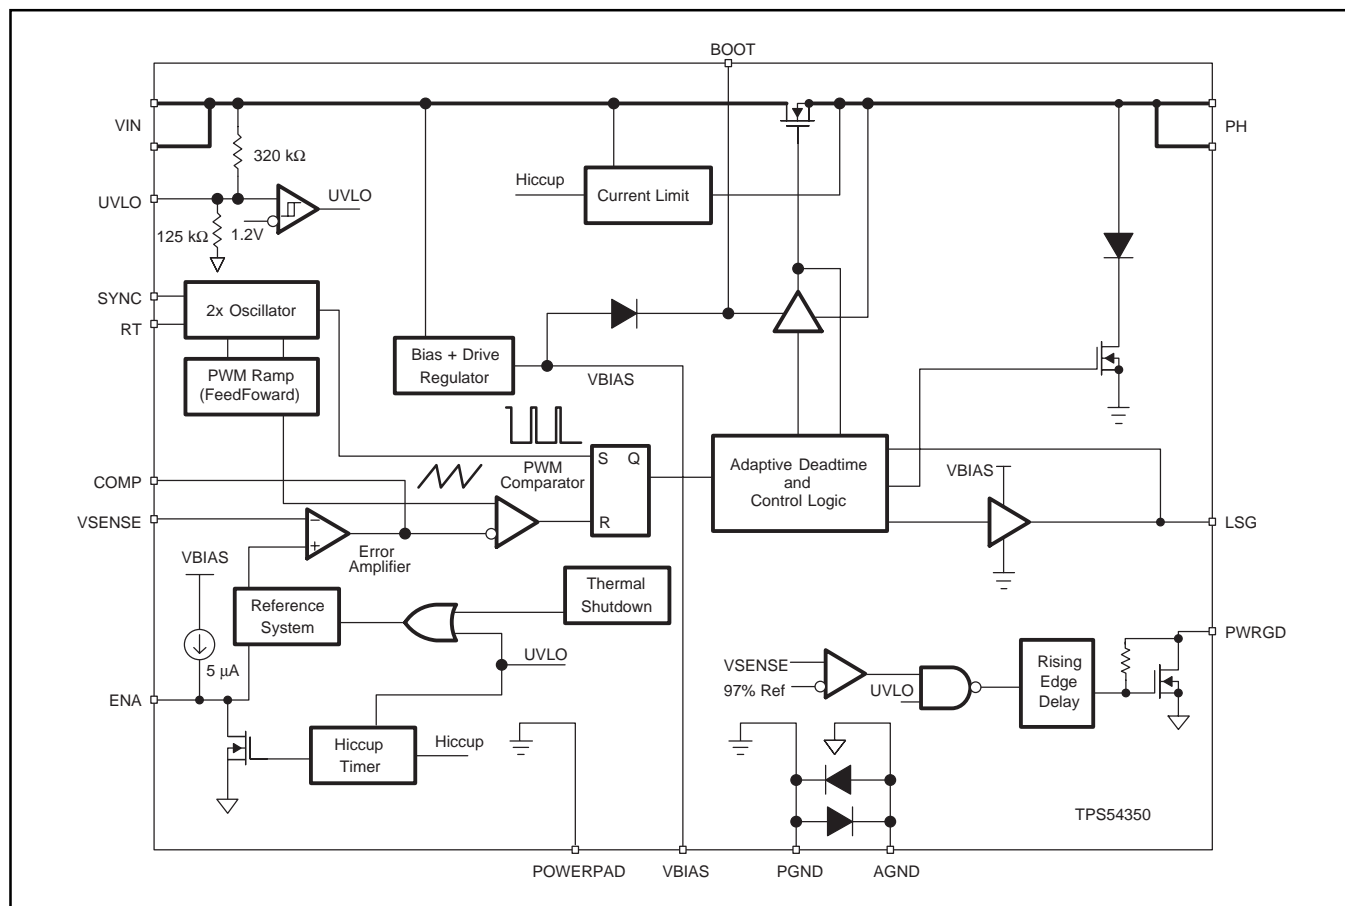 BOOT
VIN
PH
320 kΩ
Hiccup
Current Limit
UVLO
UVLO
125 kΩ
1.2V
SYNC
RT
2x Oscillator
PWM Ramp
(FeedFoward)
Bias + Drive
Regulator
VBIAS
PWM
Comparator
S
Q
R
Adaptive Deadtime
and
Control Logic
VBIAS
COMP
VSENSE
LSG
−
+
Error
Amplifier
VBIAS
Reference
System
Thermal
Shutdown
5 µA
UVLO
ENA
Hiccup
Timer
Hiccup
VSENSE
97% Ref
UVLO
Rising
Edge
Delay
PWRGD
TPS54350
POWERPAD
VBIAS
PGND
AGND